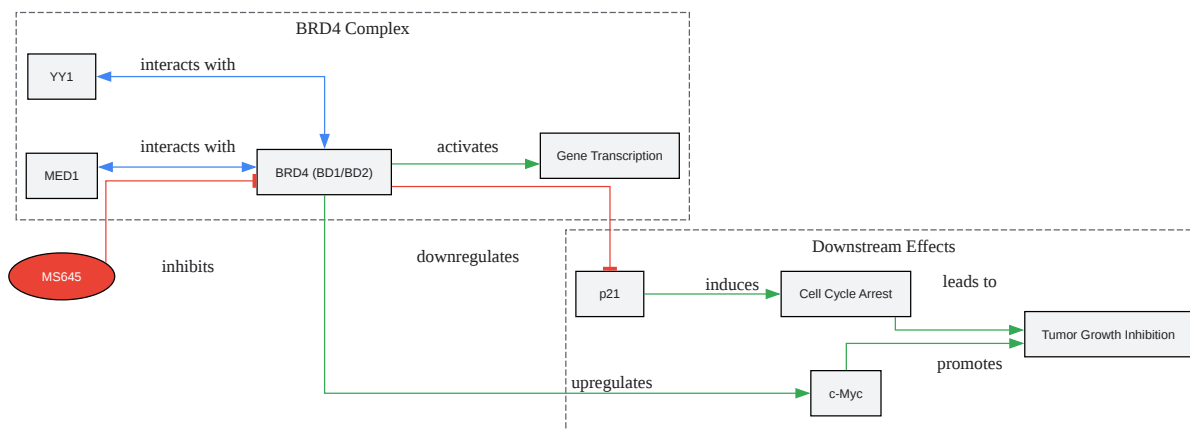 BRD4 Complex
YY1
interacts with
MED1
interacts with
BRD4 (BD1/BD2)
activates
Gene Transcription
MS645
inhibits
downregulates
Downstream Effects
p21
induces
Cell Cycle Arrest
leads to
Tumor Growth Inhibition
promotes
upregulates
c-Myc